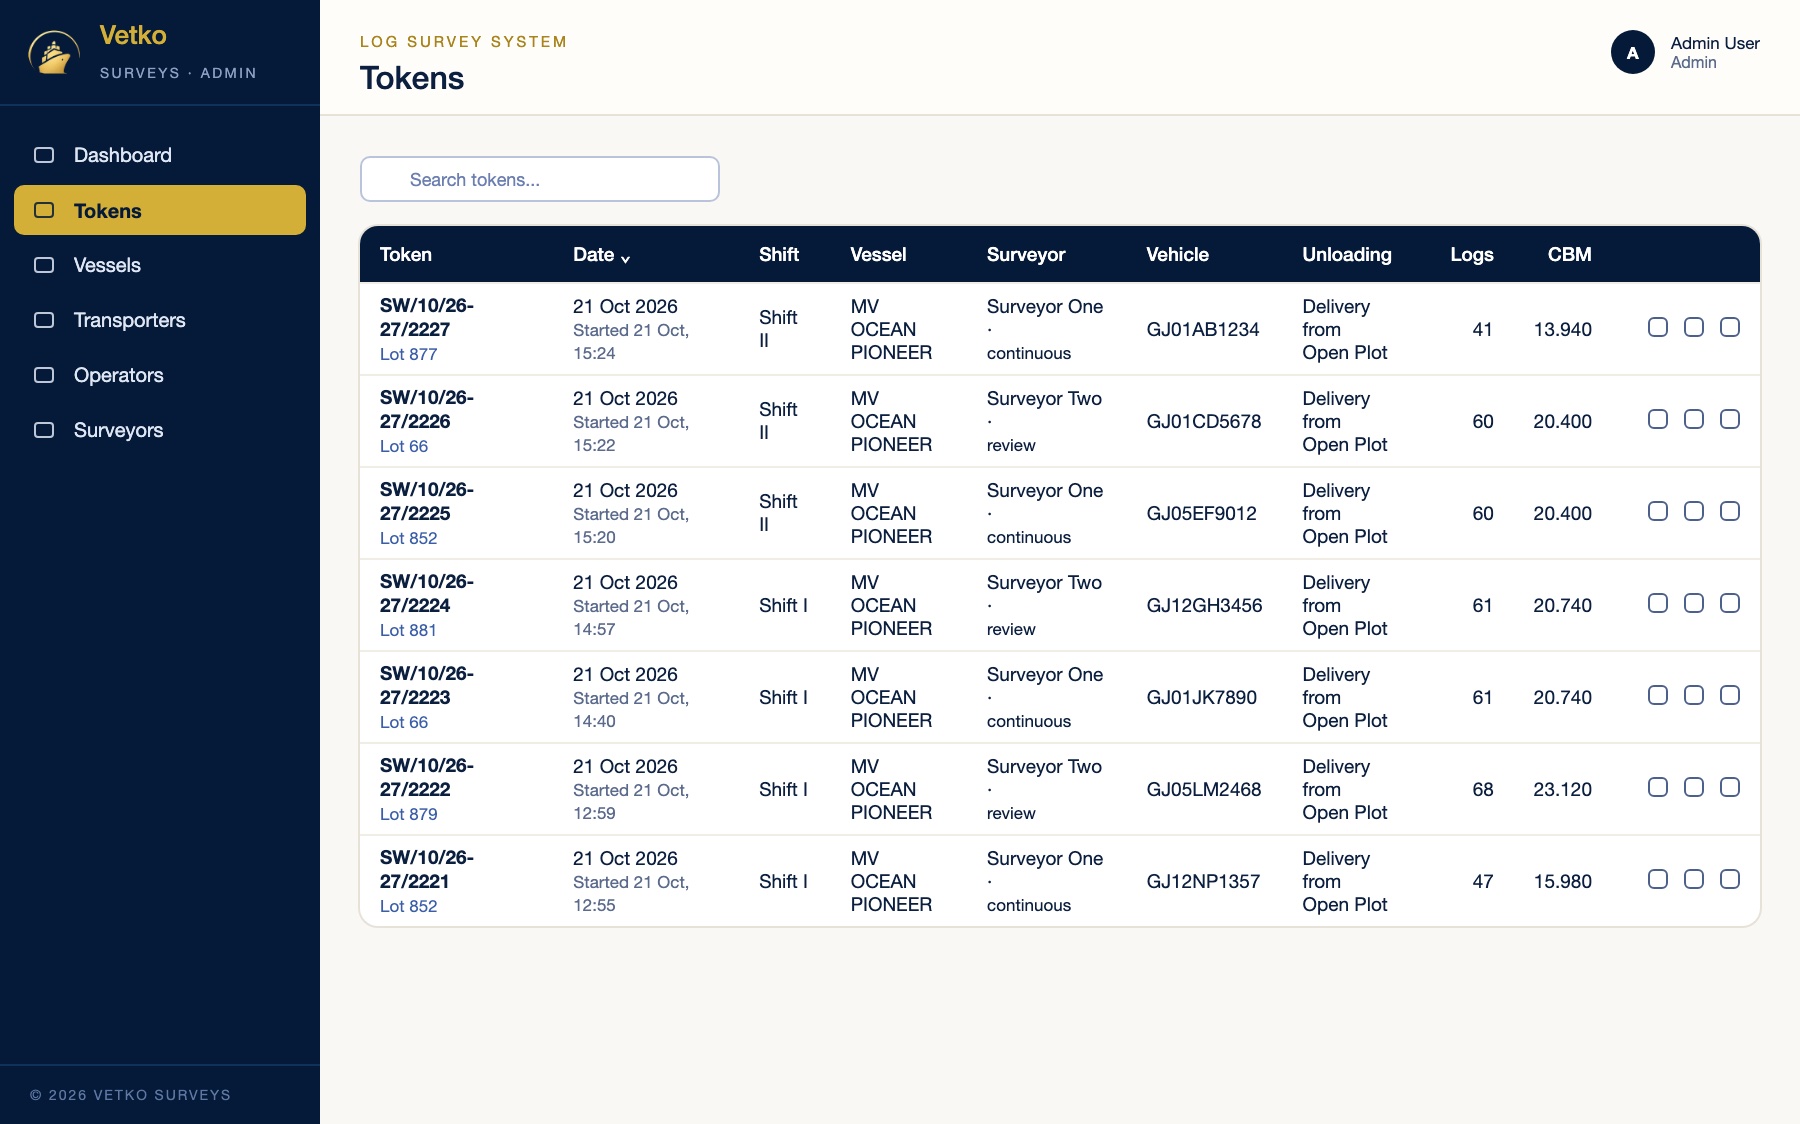 Vetko
SURVEYS · ADMIN
Dashboard
Tokens
Vessels
Transporters
Operators
Surveyors
© 2026 VETKO SURVEYS
LOG SURVEY SYSTEM
Tokens
A
Admin User
Admin
Search tokens...
Token Date Shift Vessel Surveyor Vehicle Unloading Logs CBM
SW/10/26-
27/2227
Lot 877
21 Oct 2026
Started 21 Oct,
15:24
Shift
II
MV
OCEAN
PIONEER
Surveyor One
·
continuous
GJ01AB1234
Delivery
from
Open Plot
41
13.940
SW/10/26-
27/2226
Lot 66
21 Oct 2026
Started 21 Oct,
15:22
Shift
II
MV
OCEAN
PIONEER
Surveyor Two
·
review
GJ01CD5678
Delivery
from
Open Plot
60
20.400
SW/10/26-
27/2225
Lot 852
21 Oct 2026
Started 21 Oct,
15:20
Shift
II
MV
OCEAN
PIONEER
Surveyor One
·
continuous
GJ05EF9012
Delivery
from
Open Plot
60
20.400
SW/10/26-
27/2224
Lot 881
21 Oct 2026
Started 21 Oct,
14:57
Shift I
MV
OCEAN
PIONEER
Surveyor Two
·
review
GJ12GH3456
Delivery
from
Open Plot
61
20.740
SW/10/26-
27/2223
Lot 66
21 Oct 2026
Started 21 Oct,
14:40
Shift I
MV
OCEAN
PIONEER
Surveyor One
·
continuous
GJ01JK7890
Delivery
from
Open Plot
61
20.740
SW/10/26-
27/2222
Lot 879
21 Oct 2026
Started 21 Oct,
12:59
Shift I
MV
OCEAN
PIONEER
Surveyor Two
·
review
GJ05LM2468
Delivery
from
Open Plot
68
23.120
SW/10/26-
27/2221
Lot 852
21 Oct 2026
Started 21 Oct,
12:55
Shift I
MV
OCEAN
PIONEER
Surveyor One
·
continuous
GJ12NP1357
Delivery
from
Open Plot
47
15.980